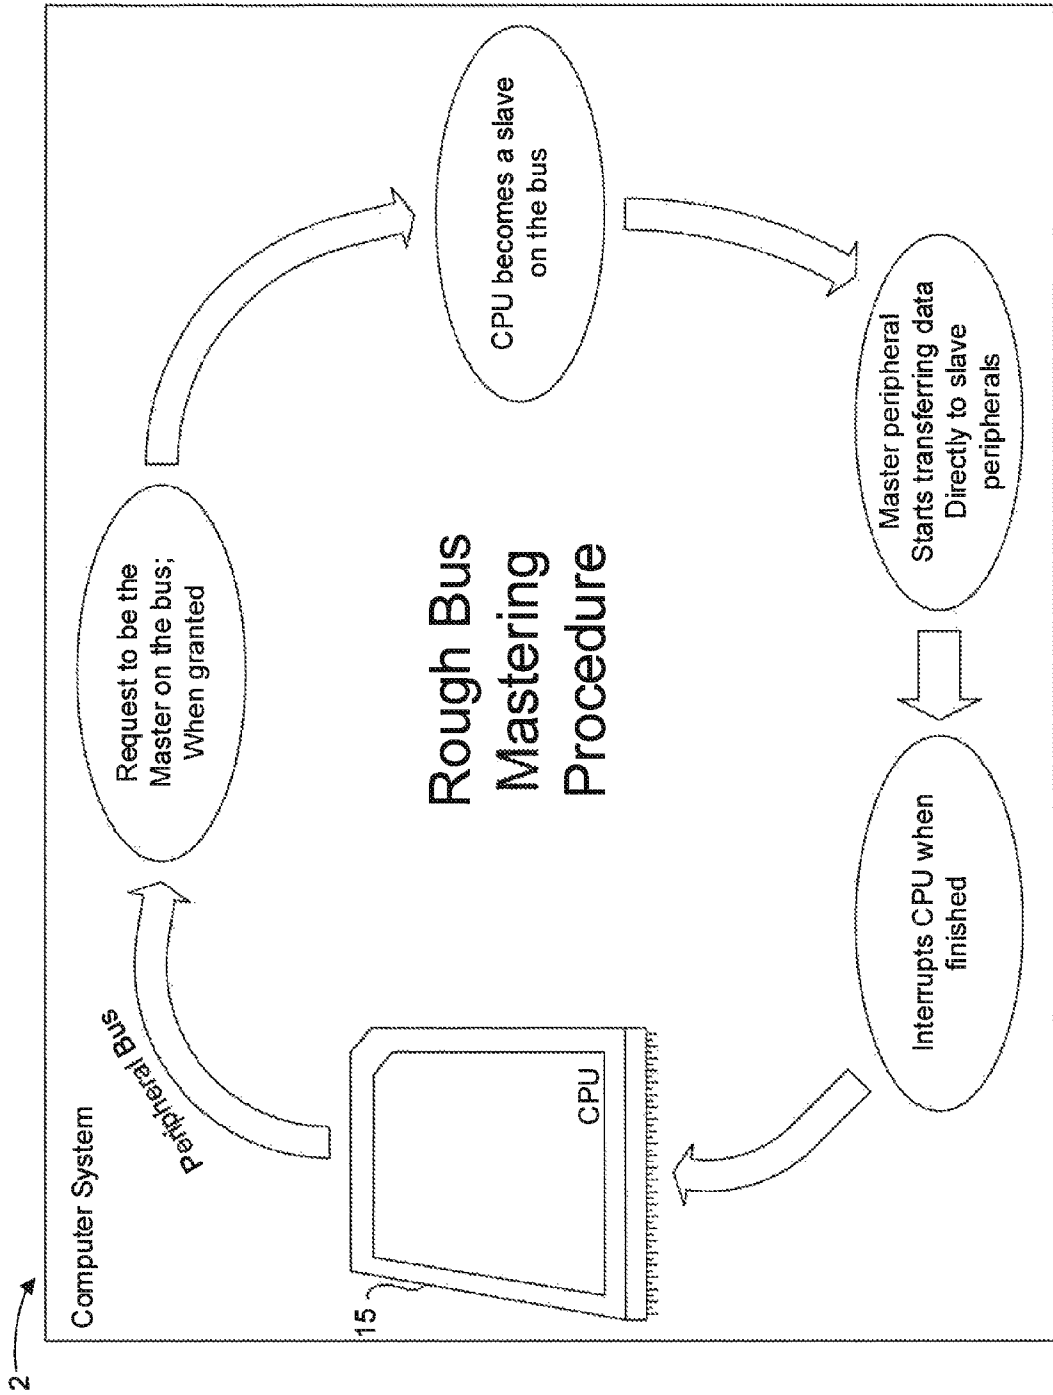 2
Computer System
Peripheral Bus
Request to be the
Master on the bus;
When granted
CPU becomes a slave
on the bus
Master peripheral
Starts transferring data
Directly to slave
peripherals
Interrupts CPU when
finished
15
CPU
Rough Bus
Mastering
Procedure